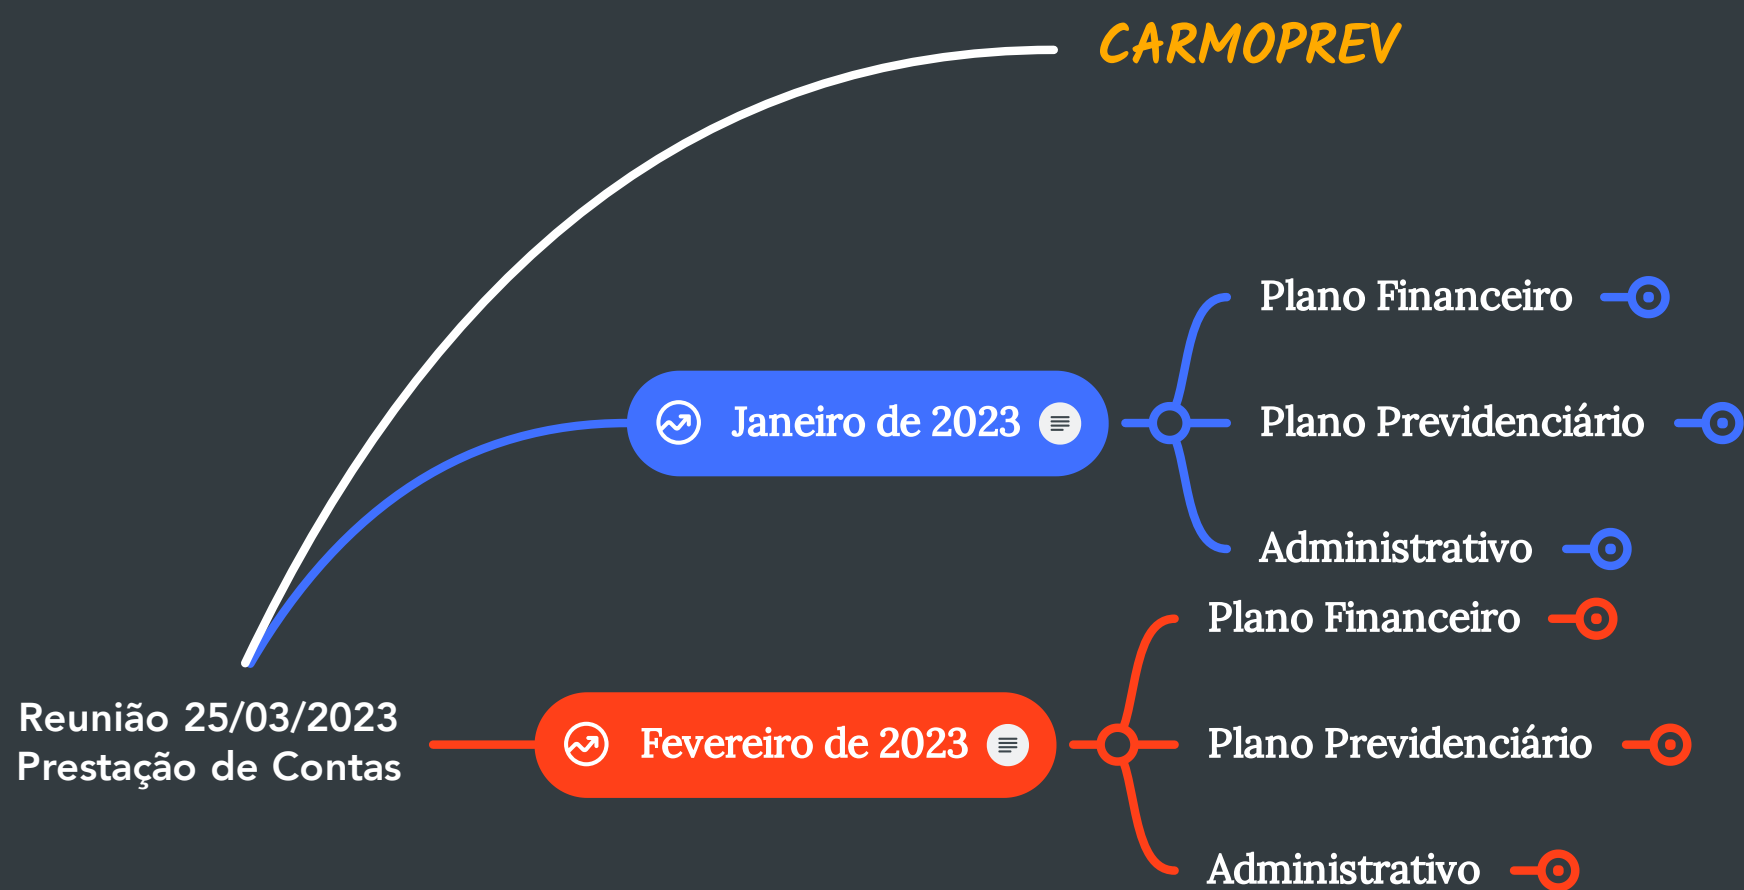 CARMOPREV
Plano Financeiro
Janeiro de 2023
Plano Previdenciário
Administrativo
Plano Financeiro
Reunião 25/03/2023
Prestação de Contas
Fevereiro de 2023
Plano Previdenciário
Administrativo